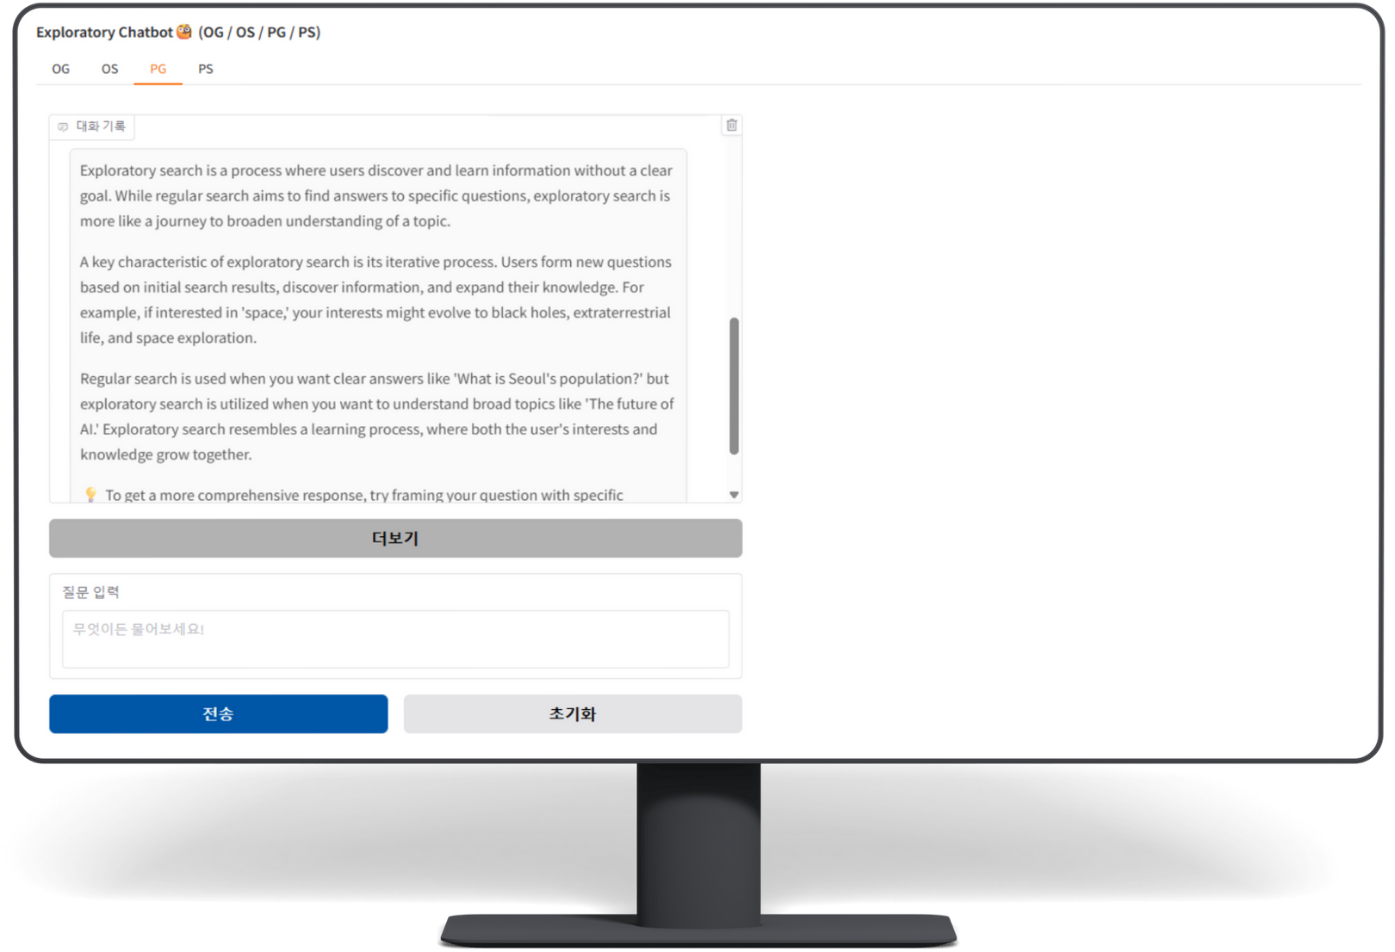 Exploratory Chatbot🧐 (OG / OS / PG / PS)
OG OS PG PS
대화 기록
Exploratory search is a process where users discover and learn information without a clear
goal. While regular search aims to find answers to specific questions, exploratory search is
more like a journey to broaden understanding of a topic.
A key characteristic of exploratory search is its iterative process. Users form new questions
based on initial search results, discover information, and expand their knowledge. For
example, if interested in 'space,' your interests might evolve to black holes, extraterrestrial
life, and space exploration.
Regular search is used when you want clear answers like 'What is Seoul's population?' but
exploratory search is utilized when you want to understand broad topics like 'The future of
AI.' Exploratory search resembles a learning process, where both the user's interests and
knowledge grow together.
💡 To get a more comprehensive response, try framing your question with specific
더보기
질문 입력
무엇이든 물어보세요!
전송 초기화